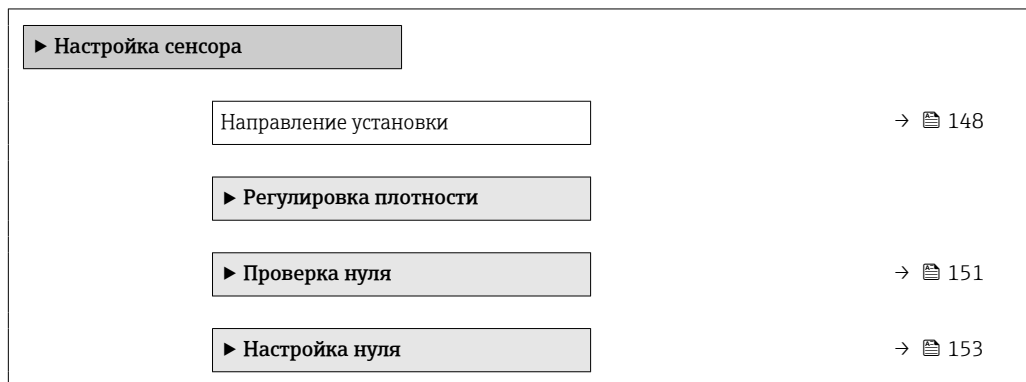 ▶ Настройка сенсора
Направление установки → 148
▶ Регулировка плотности
▶ Проверка нуля → 151
▶ Настройка нуля → 153